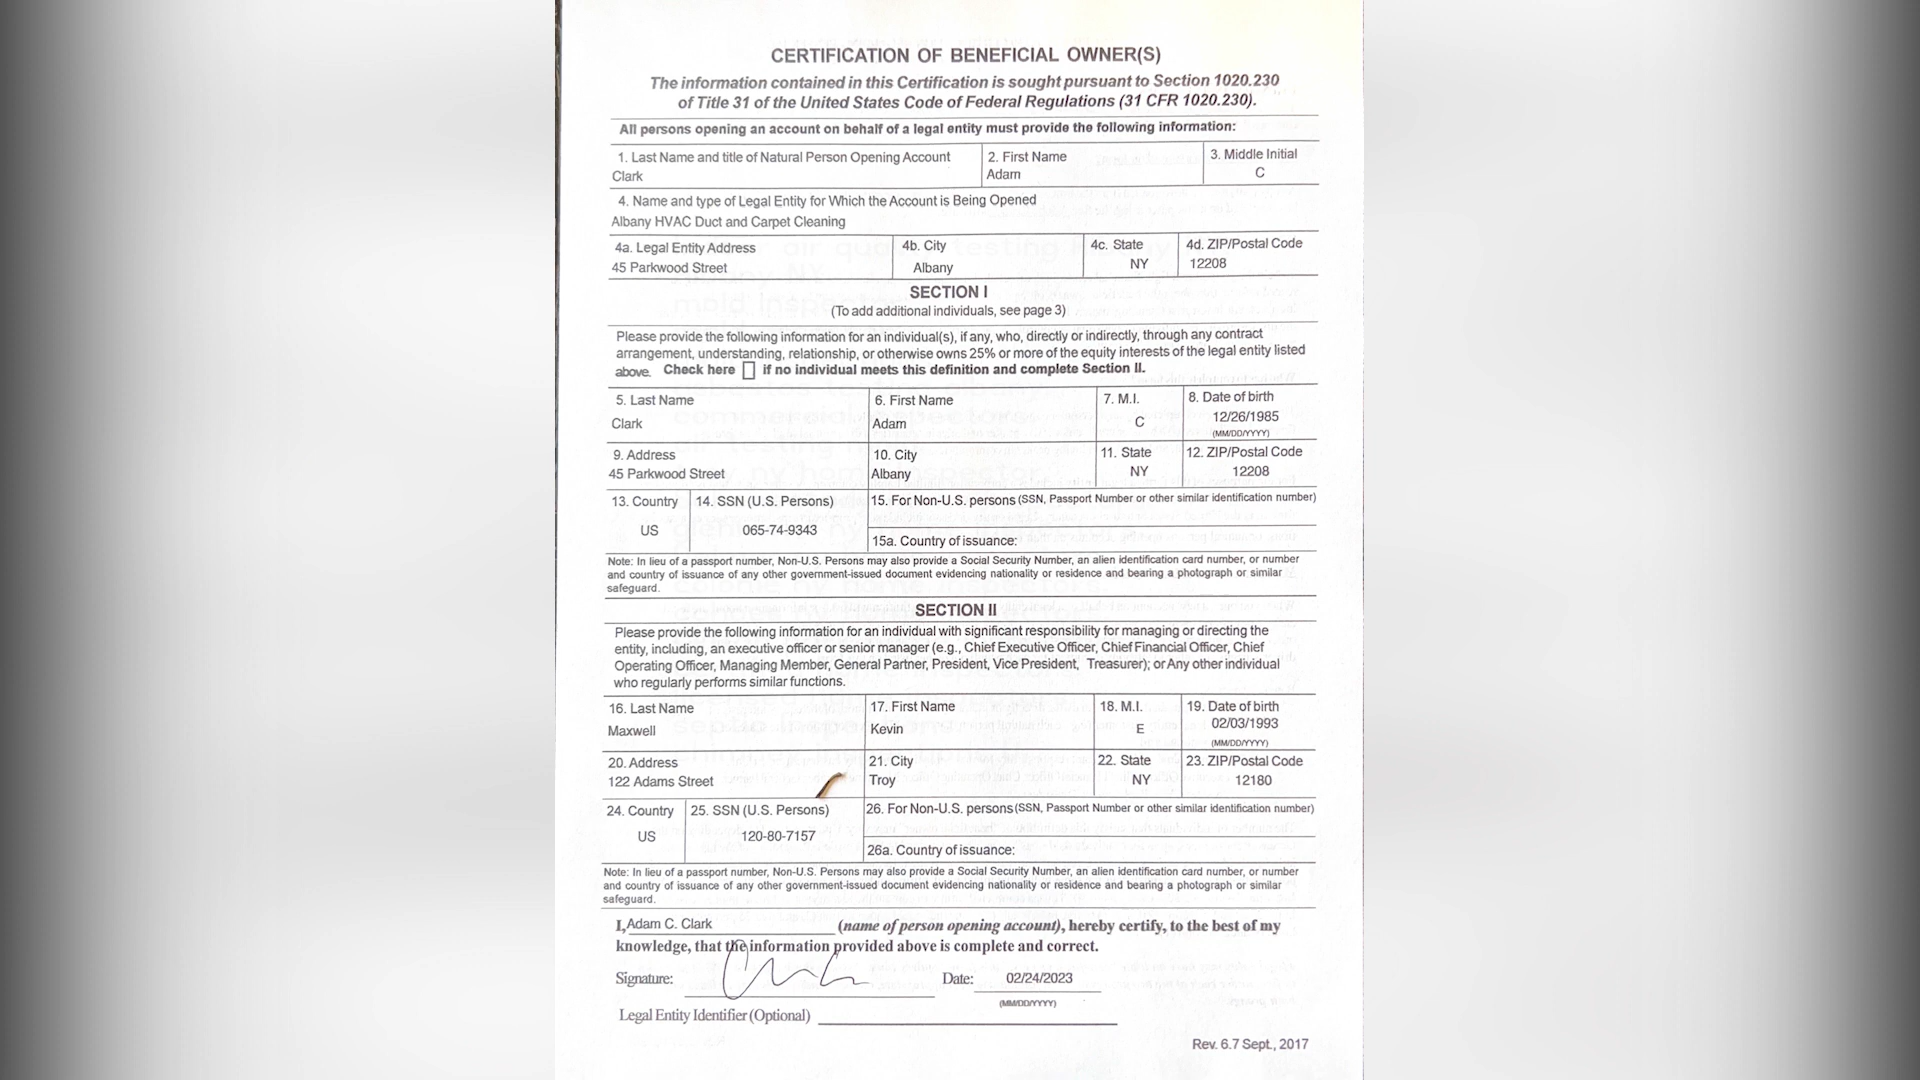 CERTIFICATION OF BENEFICIAL OWNER(S)
The information contained in this Certification is sought pursuant to Section 1020.230
of Title 31 of the United States Code of Federal Regulations (31 CFR 1020.230).
All persons opening an account on behalf of a legal entity must provide the following information:
1. Last Name and title of Natural Person Opening Account
Clark
2. First Name
Adam
3. Middle Initial
C
4. Name and type of Legal Entity for Which the Account is Being Opened
Albany HVAC Duct and Carpet Cleaning
4a. Legal Entity Address
45 Parkwood Street
4b. City
Albany
4c. State
NY
4d. ZIP/Postal Code
12208
SECTION I
(To add additional individuals, see page 3)
Please provide the following information for an individual(s), if any, who, directly or indirectly, through any contract
arrangement, understanding, relationship, or otherwise owns 25% or more of the equity interests of the legal entity listed
above. Check here if no individual meets this definition and complete Section II.
5. Last Name
Clark
6. First Name
Adam
7. M.I.
C
8. Date of birth
12/26/1985
(MM/DD/YYYY)
9. Address
45 Parkwood Street
10. City
Albany
11. State
NY
12. ZIP/Postal Code
12208
13. Country
US
14. SSN (U.S. Persons)
065-74-9343
15. For Non-U.S. persons (SSN, Passport Number or other similar identification number)
15a. Country of issuance:
Note: In lieu of a passport number, Non-U.S. Persons may also provide a Social Security Number, an alien identification card number, or number
and country of issuance of any other government-issued document evidencing nationality or residence and bearing a photograph or similar
safeguard.
SECTION II
Please provide the following information for an individual with significant responsibility for managing or directing the
entity, including, an executive officer or senior manager (e.g., Chief Executive Officer, Chief Financial Officer, Chief
Operating Officer, Managing Member, General Partner, President, Vice President, Treasurer); or Any other individual
who regularly performs similar functions.
16. Last Name
Maxwell
17. First Name
Kevin
18. M.I.
E
19. Date of birth
02/03/1993
(MM/DD/YYYY)
20. Address
122 Adams Street
21. City
Troy
22. State
NY
23. ZIP/Postal Code
12180
24. Country
US
25. SSN (U.S. Persons)
120-80-7157
26. For Non-U.S. persons (SSN, Passport Number or other similar identification number)
26a. Country of issuance:
Note: In lieu of a passport number, Non-U.S. Persons may also provide a Social Security Number, an alien identification card number, or number
and country of issuance of any other government-issued document evidencing nationality or residence and bearing a photograph or similar
safeguard.
I, Adam C. Clark (name of person opening account), hereby certify, to the best of my
knowledge, that the information provided above is complete and correct.
Signature: Date: 02/24/2023
(MM/DD/YYYY)
Legal Entity Identifier (Optional)
Rev. 6.7 Sept., 2017